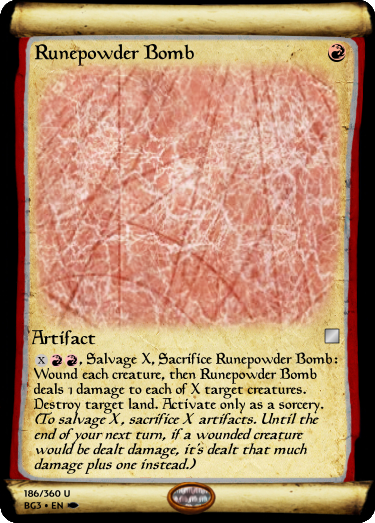 Runepowder Bomb
Artifact
X, Salvage X, Sacrifice Runepowder Bomb:
Wound each creature, then Runepowder Bomb
deals 1 damage to each of X target creatures.
Destroy target land. Activate only as a sorcery.
(To salvage X, sacrifice X artifacts. Until the
end of your next turn, if a wounded creature
would be dealt damage, it's dealt that much
damage plus one instead.)
186/360 U
BG3 • EN